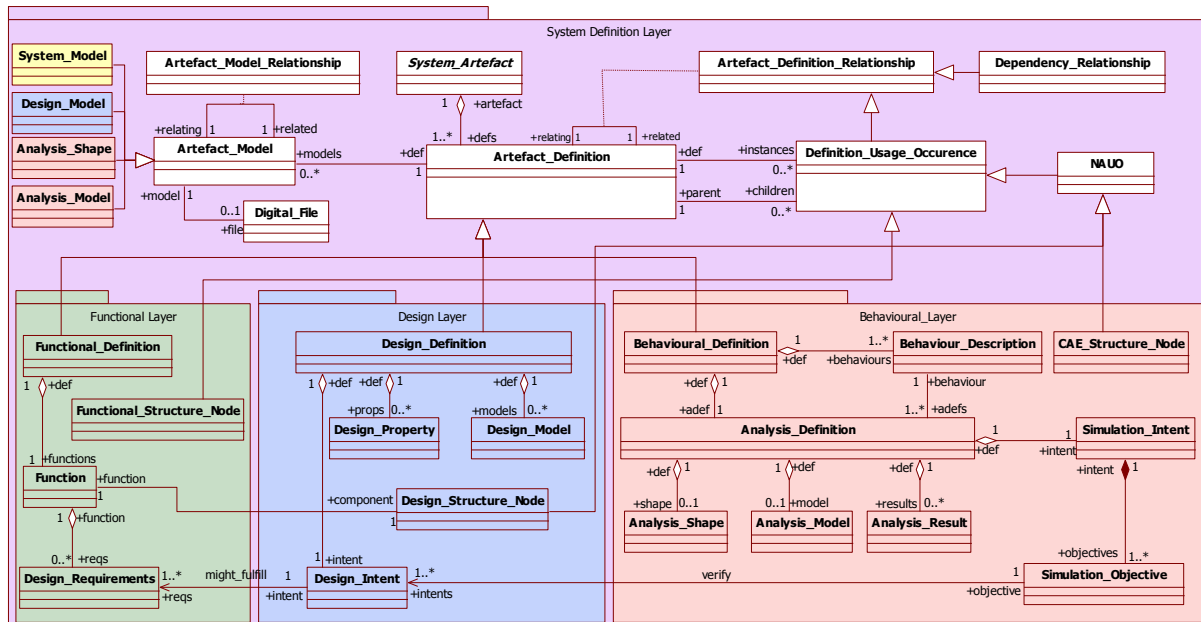 System Definition Layer
System_Model
Artefact_Model_Relationship
System_Artefact
Artefact_Definition_Relationship
Dependency_Relationship
Design_Model
1
+artefact
+relating
1
1
+related
1..*
+defs
+relating
1
1
+related
Analysis_Shape
Artefact_Model
+models
0..*
+def
1
Artefact_Definition
+def
1
+instances
0..*
Definition_Usage_Occurence
NAUO
Analysis_Model
+model
1
0..1
+file
Digital_File
+parent
1
+children
0..*
Functional Layer
Design Layer
Behavioural_Layer
Functional_Definition
Design_Definition
Behavioural_Definition
1
+def
1..*
+behaviours
Behaviour_Description
CAE_Structure_Node
1
+def
1
+def
+def
1
+def
1
+def
1
1
+behaviour
Functional_Structure_Node
+props
0..*
+models
0..*
+adef
1
1..*
+adefs
Design_Property
Design_Model
Analysis_Definition
1
+def
1
+intent
Simulation_Intent
1
+functions
+def
1
1
+def
+def
1
+intent
1
Function
+function
1
+component
1
Design_Structure_Node
+shape
0..1
0..1
+model
+results
0..*
1
+function
Analysis_Shape
Analysis_Model
Analysis_Result
0..*
+reqs
1
+intent
+objectives
1..*
Design_Requirements
1..*
+reqs
might_fulfill
1
+intent
Design_Intent
1..*
+intents
verify
1
+objective
Simulation_Objective